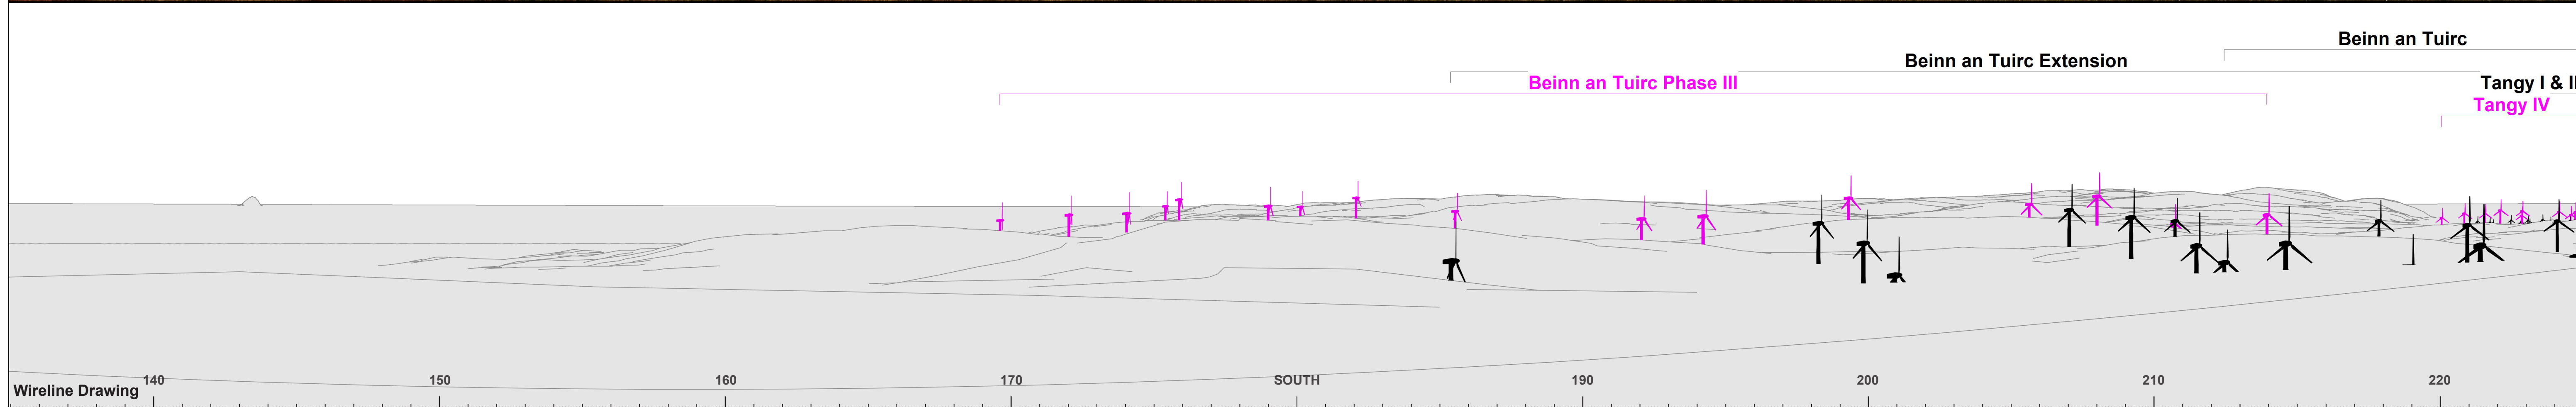 Beinn an Tuirc
Beinn an Tuirc Extension
Beinn an Tuirc Phase III
Tangy I & II
Tangy IV
140 150 160 170 SOUTH 190 200 210 220
Wireline Drawing